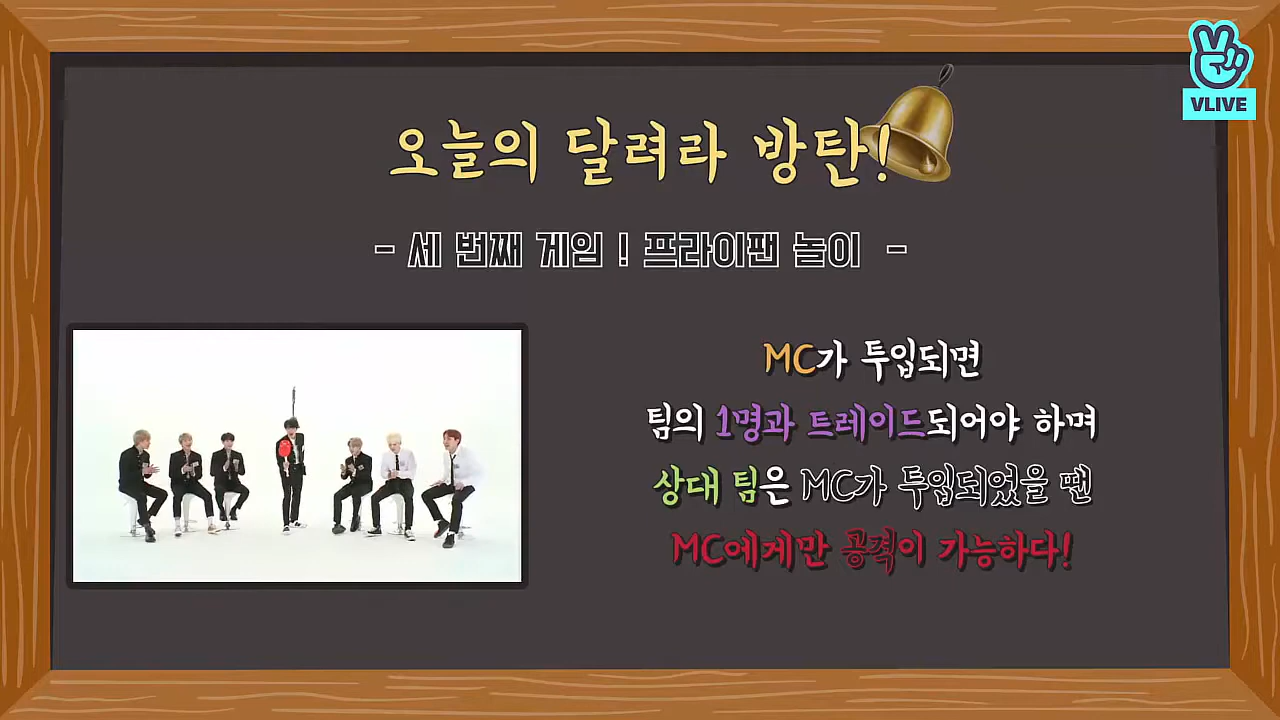 VLIVE
오늘의 달려라 방탄!
- 세 번째 게임 ! 프라이팬 놀이 -
MC가 투입되면
팀의 1명과 트레이드되어야 하며
상대 팀은 MC가 투입되었을 땐
MC에게만 공격이 가능하다!